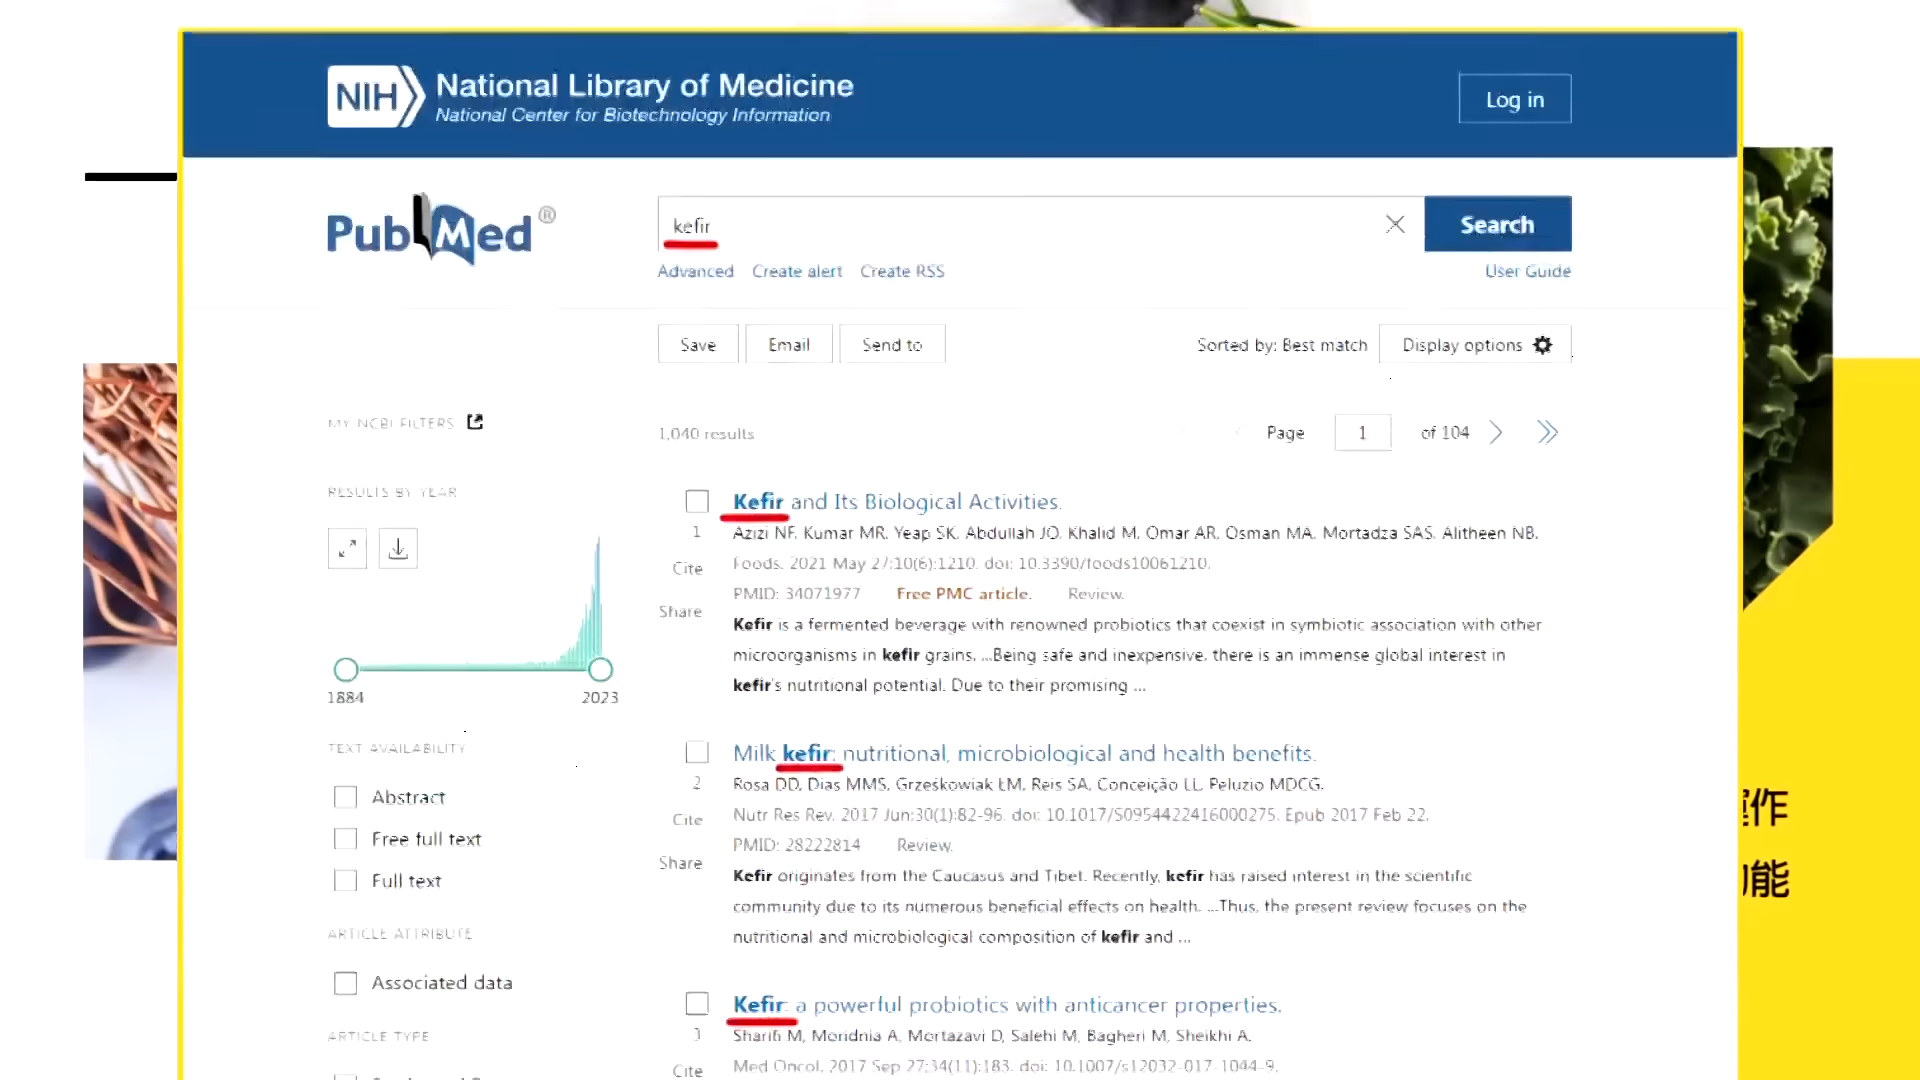 NIH National Library of Medicine
National Center for Biotechnology Information
Log in
PubMed®
kefir
Search
Advanced Create alert Create RSS
User Guide
Save Email Send to
Sorted by: Best match Display options
MY NCBI FILTERS
1,040 results
Page 1 of 104
RESULTS BY YEAR
1884 2023
TEXT AVAILABILITY
Abstract
Free full text
Full text
ARTICLE ATTRIBUTE
Associated data
ARTICLE TYPE
Kefir and Its Biological Activities.
1
Azizi NF, Kumar MR, Yeap SK, Abdullah JO, Khalid M, Omar AR, Osman MA, Mortadza SAS, Alitheen NB.
Cite
Foods. 2021 May 27;10(6):1210. doi: 10.3390/foods10061210.
PMID: 34071977 Free PMC article. Review.
Share
Kefir is a fermented beverage with renowned probiotics that coexist in symbiotic association with other
microorganisms in kefir grains. ...Being safe and inexpensive, there is an immense global interest in
kefir's nutritional potential. Due to their promising ...
Milk kefir: nutritional, microbiological and health benefits.
2
Rosa DD, Dias MMS, Grześkowiak ŁM, Reis SA, Conceição LL, Peluzio MDCG.
Cite
Nutr Res Rev. 2017 Jun;30(1):82-96. doi: 10.1017/S0954422416000275. Epub 2017 Feb 22.
PMID: 28222814 Review.
Share
Kefir originates from the Caucasus and Tibet. Recently, kefir has raised interest in the scientific
community due to its numerous beneficial effects on health. ...Thus, the present review focuses on the
nutritional and microbiological composition of kefir and ...
Kefir: a powerful probiotics with anticancer properties.
3
Sharifi M, Moridnia A, Mortazavi D, Salehi M, Bagheri M, Sheikhi A.
Cite
Med Oncol. 2017 Sep 27;34(11):183. doi: 10.1007/s12032-017-1044-9.
作
能